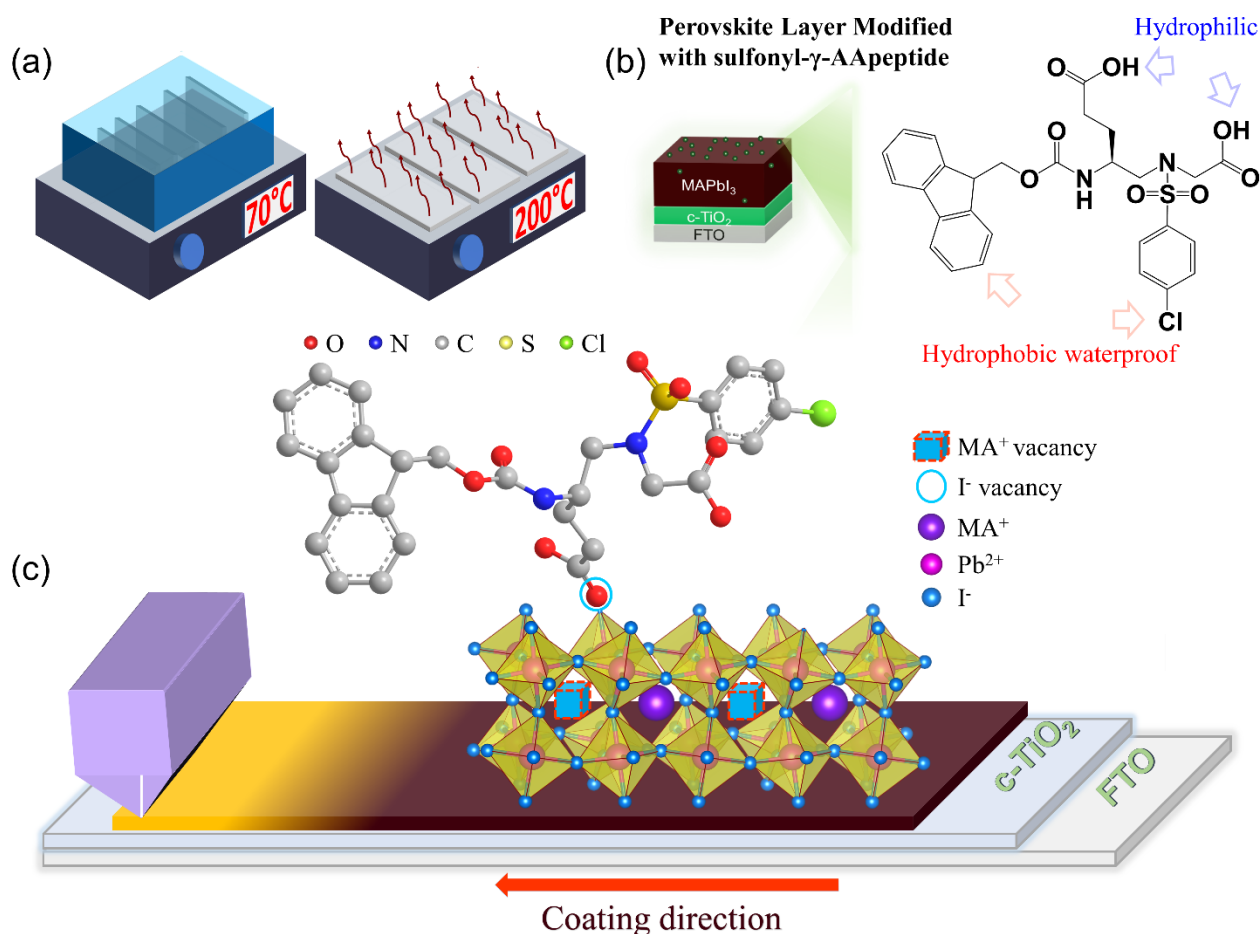 (a)
70°C
200°C
(b)
Perovskite Layer Modified
with sulfonyl-γ-AApeptide
MAPbI₃
c-TiO₂
FTO
Hydrophilic
O
OH
OH
O
O
O
N
H
N
O
S
O
Cl
Hydrophobic waterproof
O N C S Cl
MA⁺ vacancy
I⁻ vacancy
MA⁺
Pb²⁺
I⁻
(c)
c-TiO₂
FTO
Coating direction